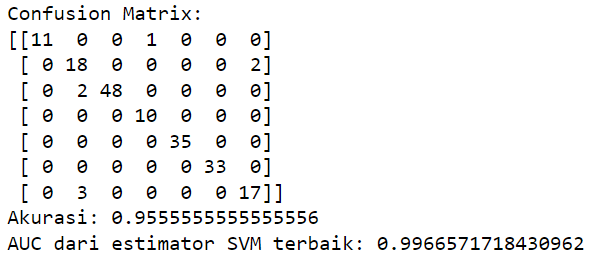 Confusion Matrix:
[[11  0  0  1  0  0  0]
 [ 0 18  0  0  0  0  2]
 [ 0  2 48  0  0  0  0]
 [ 0  0  0 10  0  0  0]
 [ 0  0  0  0 35  0  0]
 [ 0  0  0  0  0 33  0]
 [ 0  3  0  0  0  0 17]]
Akurasi: 0.9555555555555556
AUC dari estimator SVM terbaik: 0.9966571718430962